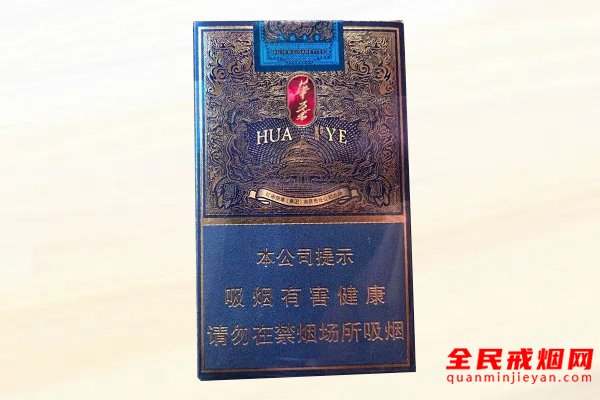 华叶
HUA YE
本公司提示
吸烟有害健康
请勿在禁烟场所吸烟
全民戒烟网
quanminjieyan.com